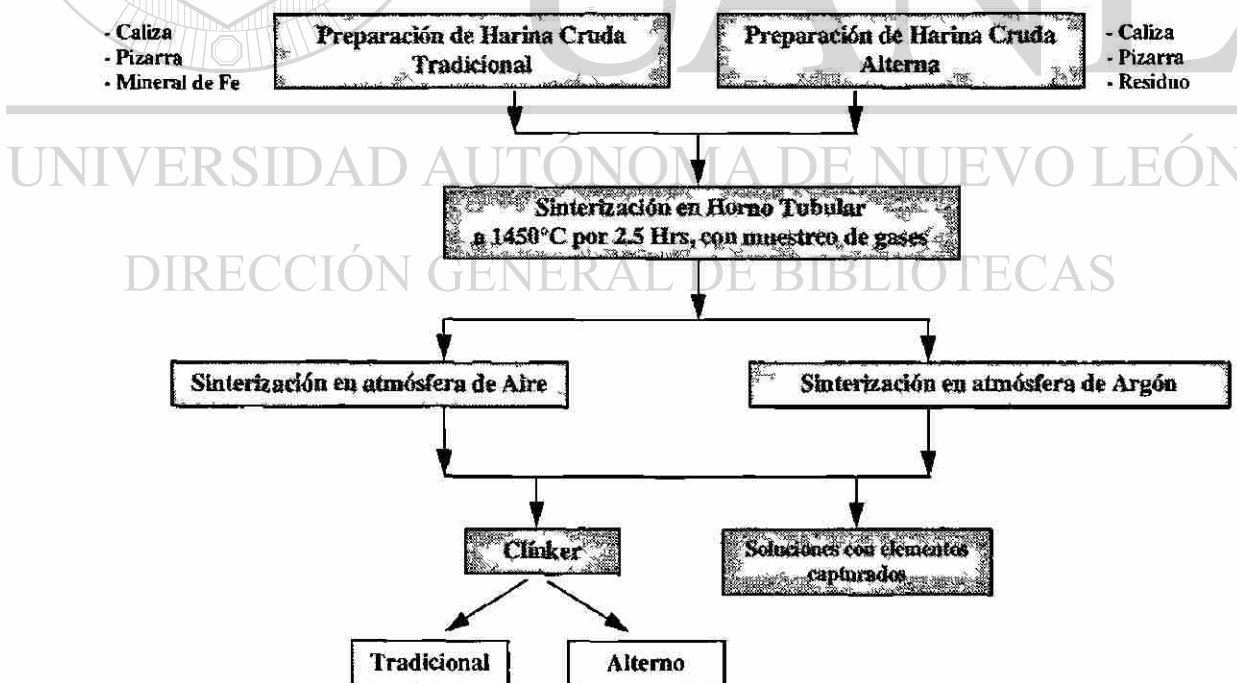 - Caliza
- Pizarra
- Mineral de Fe
Preparación de Harina Cruda
Tradicional
Preparación de Harina Cruda
Alterna
- Caliza
- Pizarra
- Residuo
UNIVERSIDAD AUTÓNOMA DE NUEVO LEÓN
Sinterización en Horno Tubular
a 1450°C por 2.5 Hrs, con muestreo de gases
DIRECCIÓN GENERAL DE BIBLIOTECAS
Sinterización en atmósfera de Aire
Sinterización en atmósfera de Argón
Clínker
Soluciones con elementos
capturados
Tradicional
Alterno